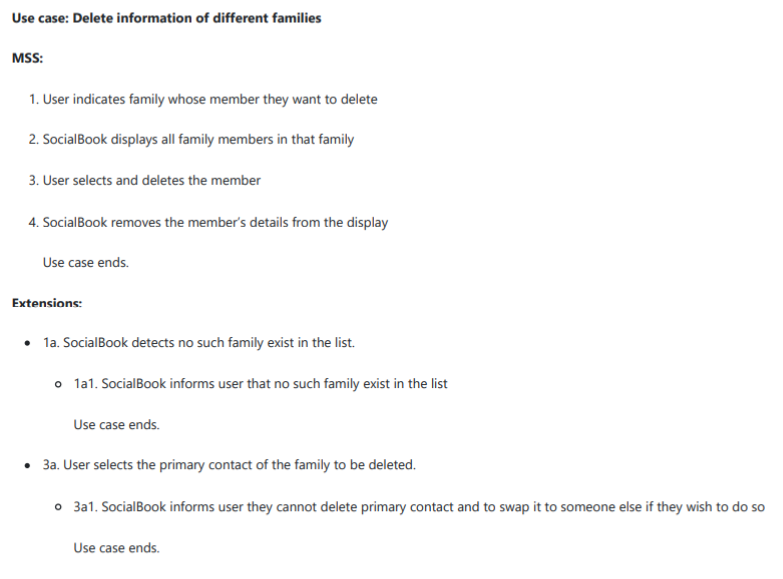 Use case: Delete information of different families
MSS:
1. User indicates family whose member they want to delete
2. SocialBook displays all family members in that family
3. User selects and deletes the member
4. SocialBook removes the member's details from the display
Use case ends.
Extensions:
• 1a. SocialBook detects no such family exist in the list.
○ 1a1. SocialBook informs user that no such family exist in the list
Use case ends.
• 3a. User selects the primary contact of the family to be deleted.
○ 3a1. SocialBook informs user they cannot delete primary contact and to swap it to someone else if they wish to do so
Use case ends.